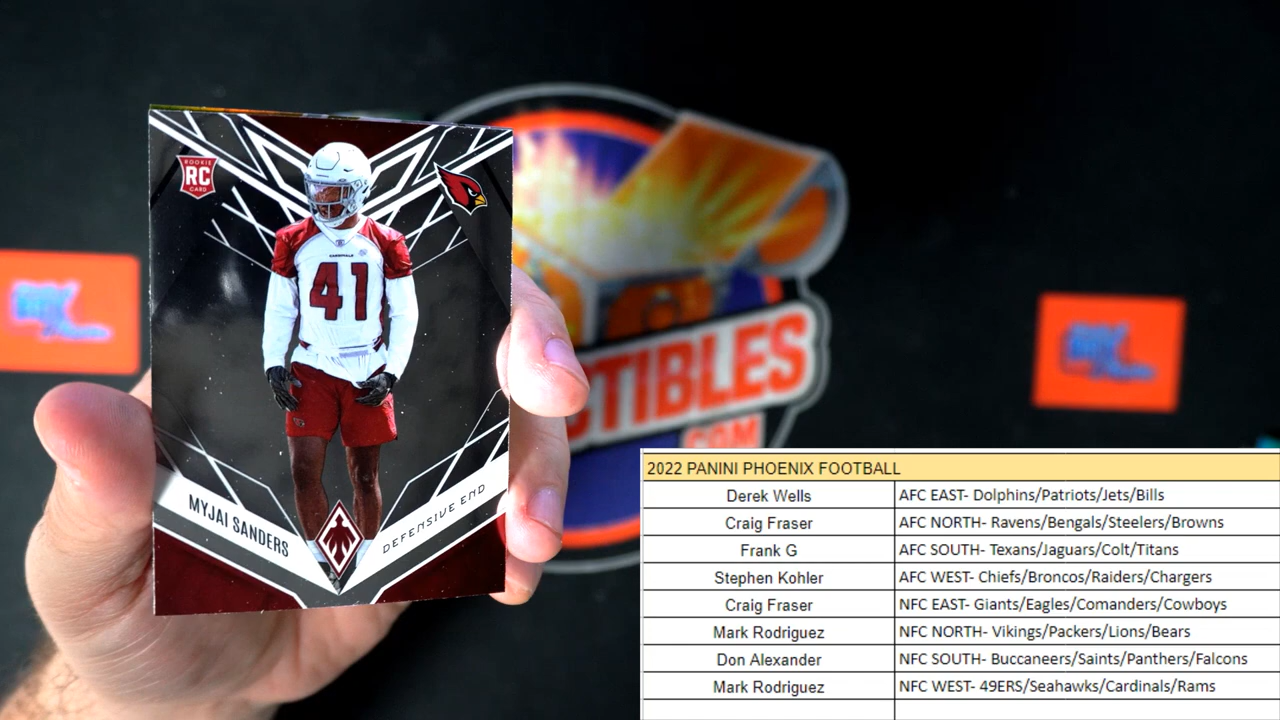 ROOKIE
RC
CARD
CARDINALS
41
MYJAI SANDERS
DEFENSIVE END
CTIBLES
.COM
2022 PANINI PHOENIX FOOTBALL
Derek Wells AFC EAST- Dolphins/Patriots/Jets/Bills
Craig Fraser AFC NORTH- Ravens/Bengals/Steelers/Browns
Frank G AFC SOUTH- Texans/Jaguars/Colt/Titans
Stephen Kohler AFC WEST- Chiefs/Broncos/Raiders/Chargers
Craig Fraser NFC EAST- Giants/Eagles/Comanders/Cowboys
Mark Rodriguez NFC NORTH- Vikings/Packers/Lions/Bears
Don Alexander NFC SOUTH- Buccaneers/Saints/Panthers/Falcons
Mark Rodriguez NFC WEST- 49ERS/Seahawks/Cardinals/Rams